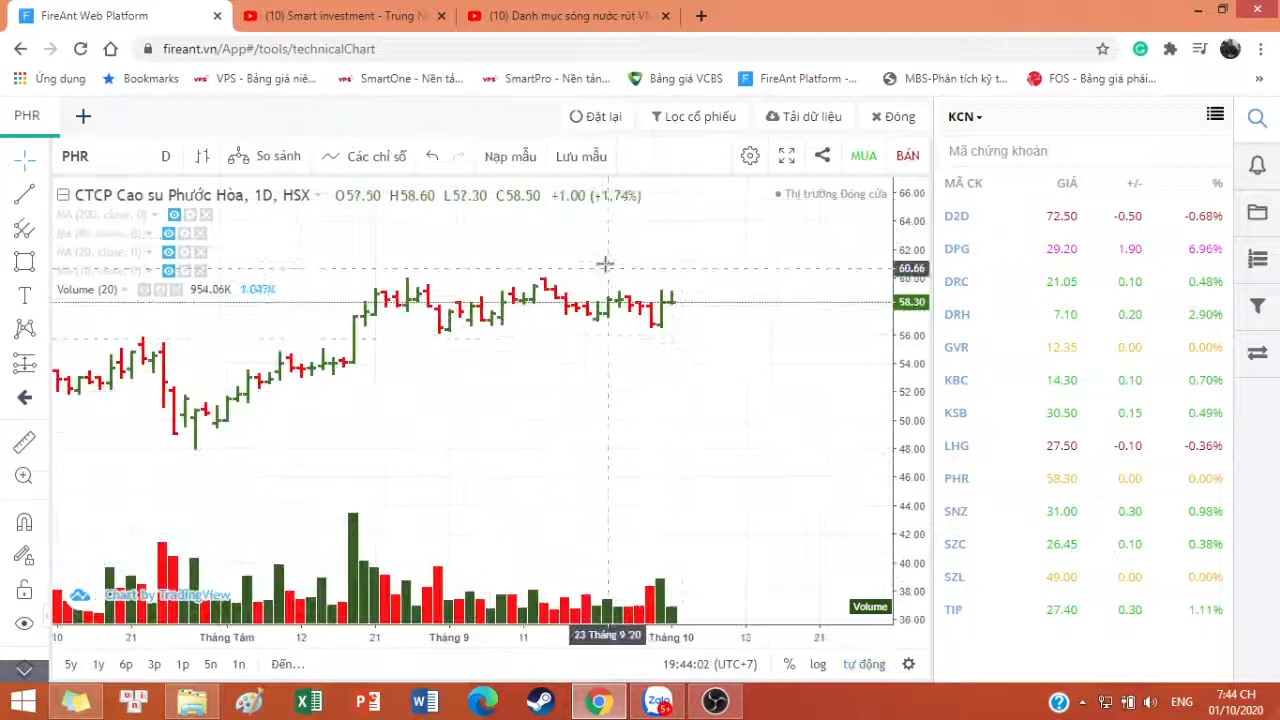 FireAnt Web Platform
(10) Smart investment - Trung N
(10) Danh mục sóng nước rút VN
fireant.vn/App#/tools/technicalChart
Ứng dụng
Bookmarks
VPS - Bảng giá niê...
SmartOne - Nền tả...
SmartPro - Nền tản...
Bảng giá VCBS
FireAnt Platform -...
MBS-Phân tích kỹ t...
FOS - Bảng giá phái...
»
PHR
Đặt lại
Lọc cổ phiếu
Tải dữ liệu
Đóng
KCN
PHR
D
So sánh
Các chỉ số
Nạp mẫu
Lưu mẫu
MUA
BÁN
Mã chứng khoán
CTCP Cao su Phước Hòa, 1D, HSX
O57.50 H58.60 L57.30 C58.50 +1.00 (+1.74%)
Thị trường Đóng cửa
MA (200, close, 0)
MA (20, close, 0)
Volume (20)
954.06K
66.00
64.00
62.00
60.66
60.00
58.30
56.00
54.00
52.00
50.00
48.00
46.00
44.00
42.00
40.00
38.00
36.00
Volume
Chart by TradingView
10
21
Tháng Tám
12
21
Tháng 9
11
23 Tháng 9 '20
Tháng 10
12
21
5y 1y 6p 3p 1p 5n 1n Đến...
19:44:02 (UTC+7)
% log tự động
MÃ CK GIÁ +/- %
D2D 72.50 -0.50 -0.68%
DPG 29.20 1.90 6.96%
DRC 21.05 0.10 0.48%
DRH 7.10 0.20 2.90%
GVR 12.35 0.00 0.00%
KBC 14.30 0.10 0.70%
KSB 30.50 0.15 0.49%
LHG 27.50 -0.10 -0.36%
PHR 58.30 0.00 0.00%
SNZ 31.00 0.30 0.98%
SZC 26.45 0.10 0.38%
SZL 49.00 0.00 0.00%
TIP 27.40 0.30 1.11%
ENG
7:44 CH
01/10/2020